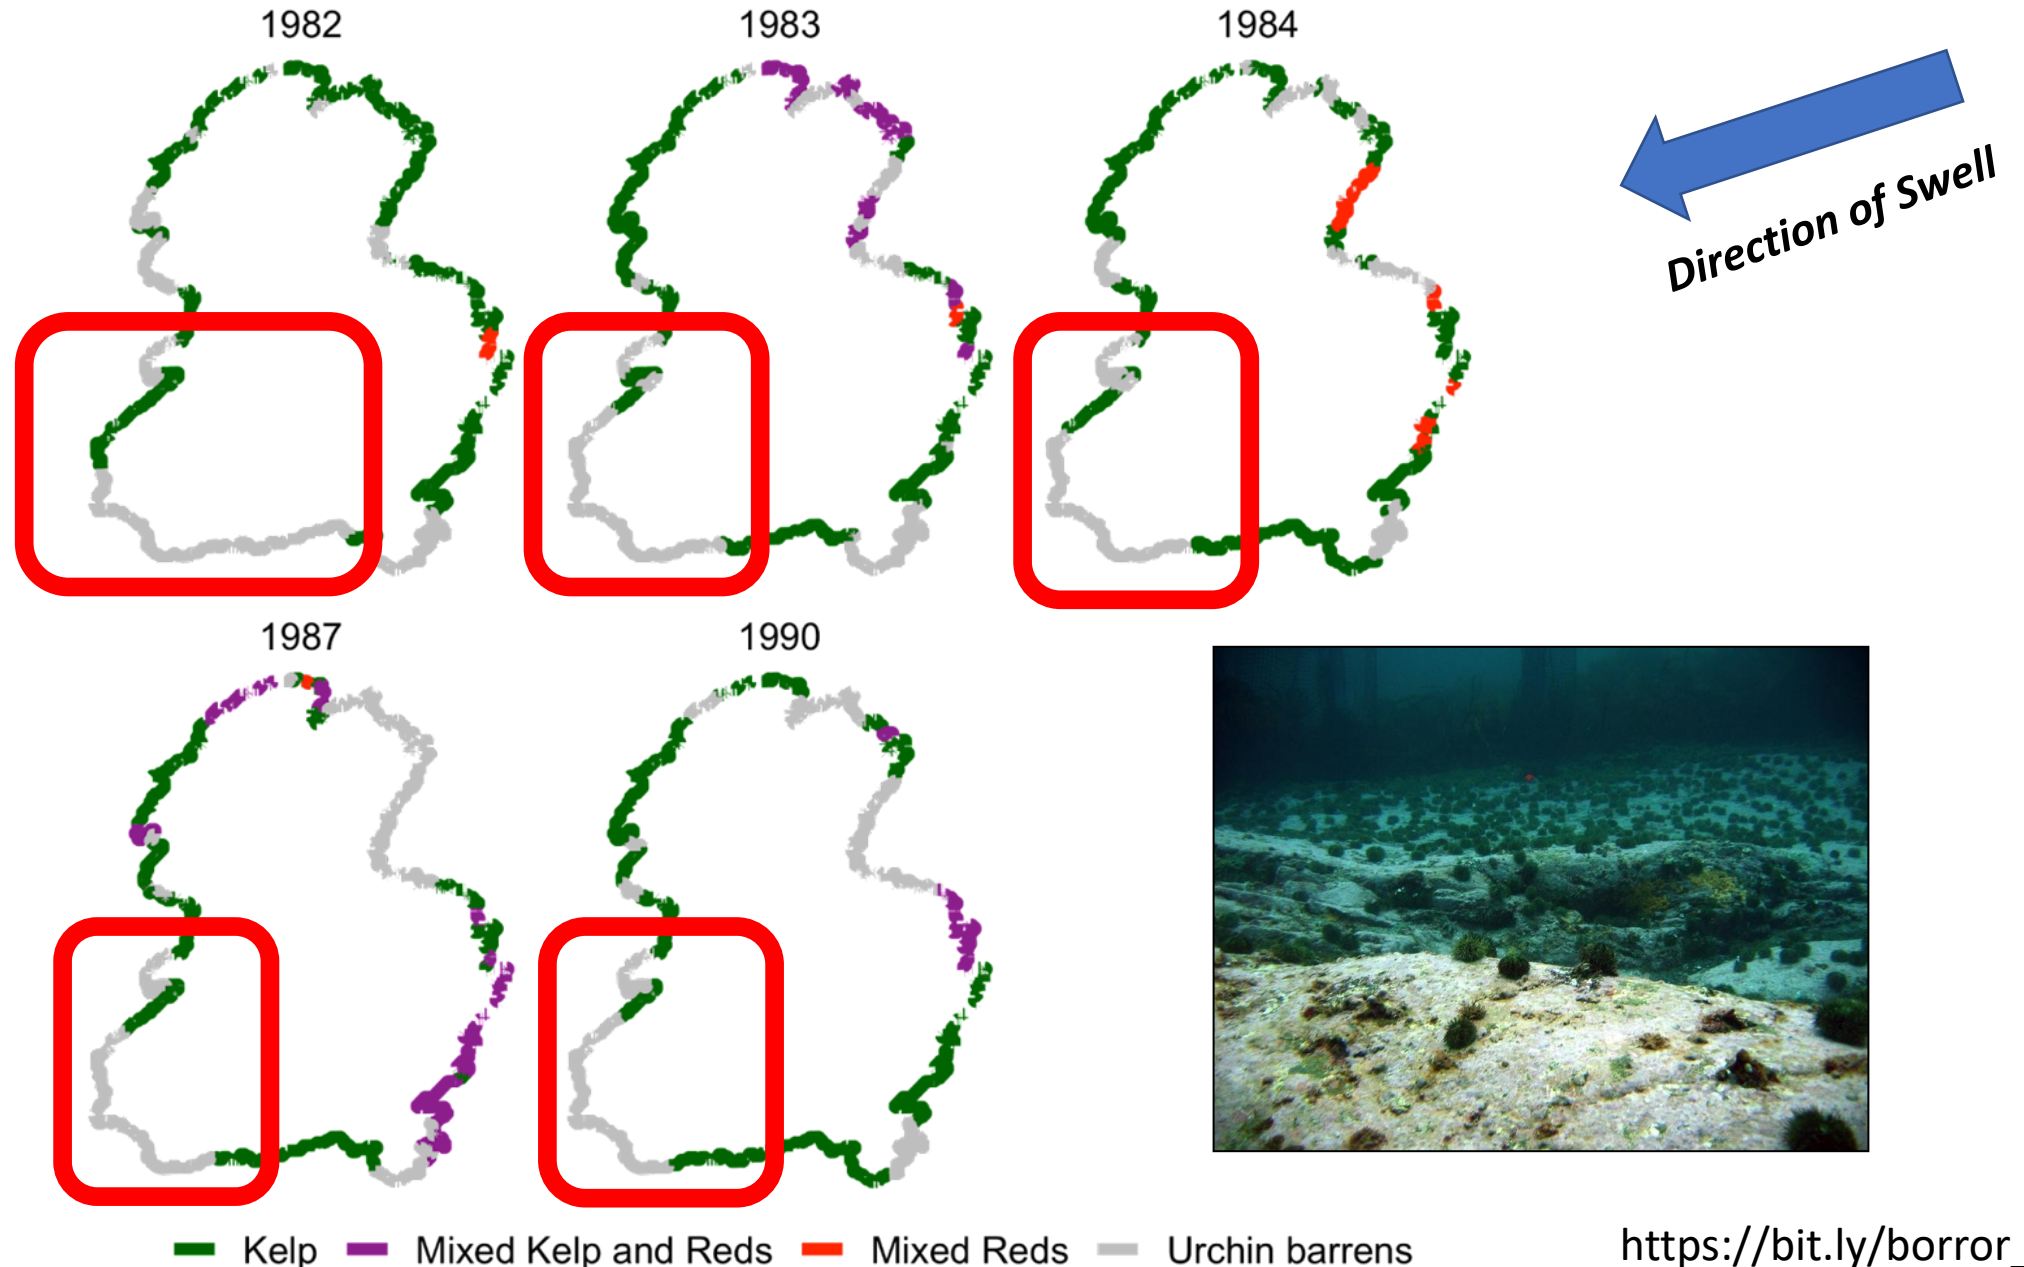 1982
1983
1984
Direction of Swell
1987
1990
Kelp
Mixed Kelp and Reds
Mixed Reds
Urchin barrens
https://bit.ly/borror_